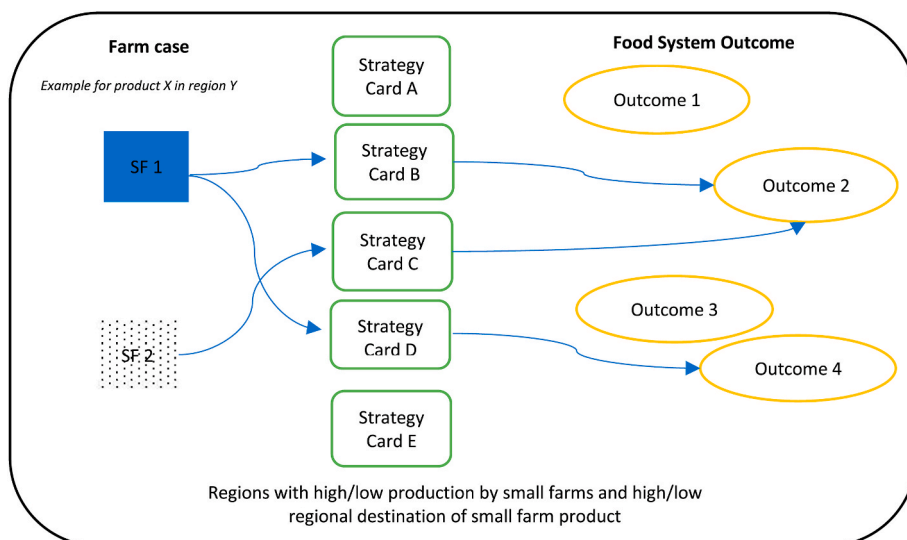 Farm case
Food System Outcome
Example for product X in region Y
Strategy
Card A
Outcome 1
SF 1
Strategy
Card B
Outcome 2
Strategy
Card C
Outcome 3
SF 2
Strategy
Card D
Outcome 4
Strategy
Card E
Regions with high/low production by small farms and high/low
regional destination of small farm product